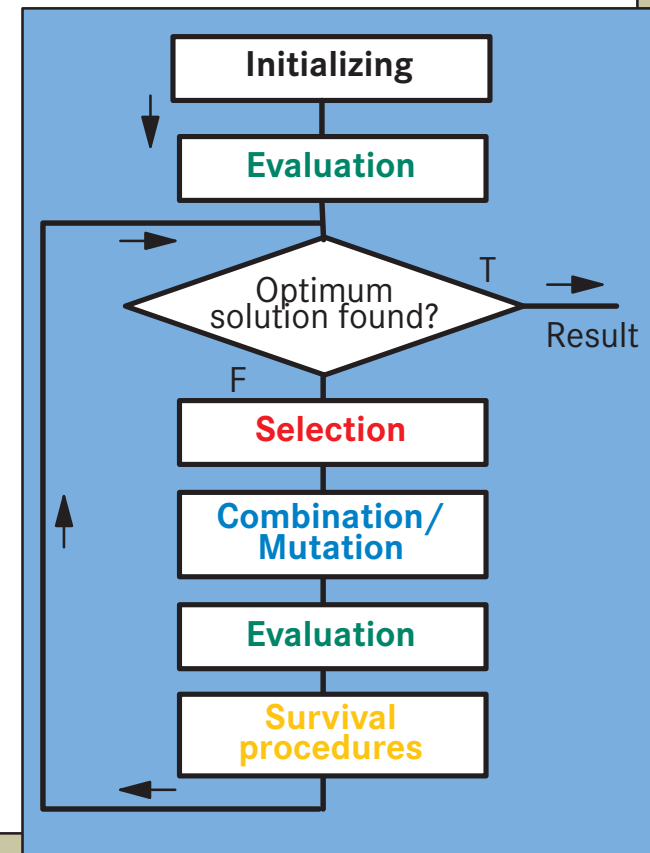 Initializing
Evaluation
Optimum
solution found?
T
Result
F
Selection
Combination/
Mutation
Evaluation
Survival
procedures